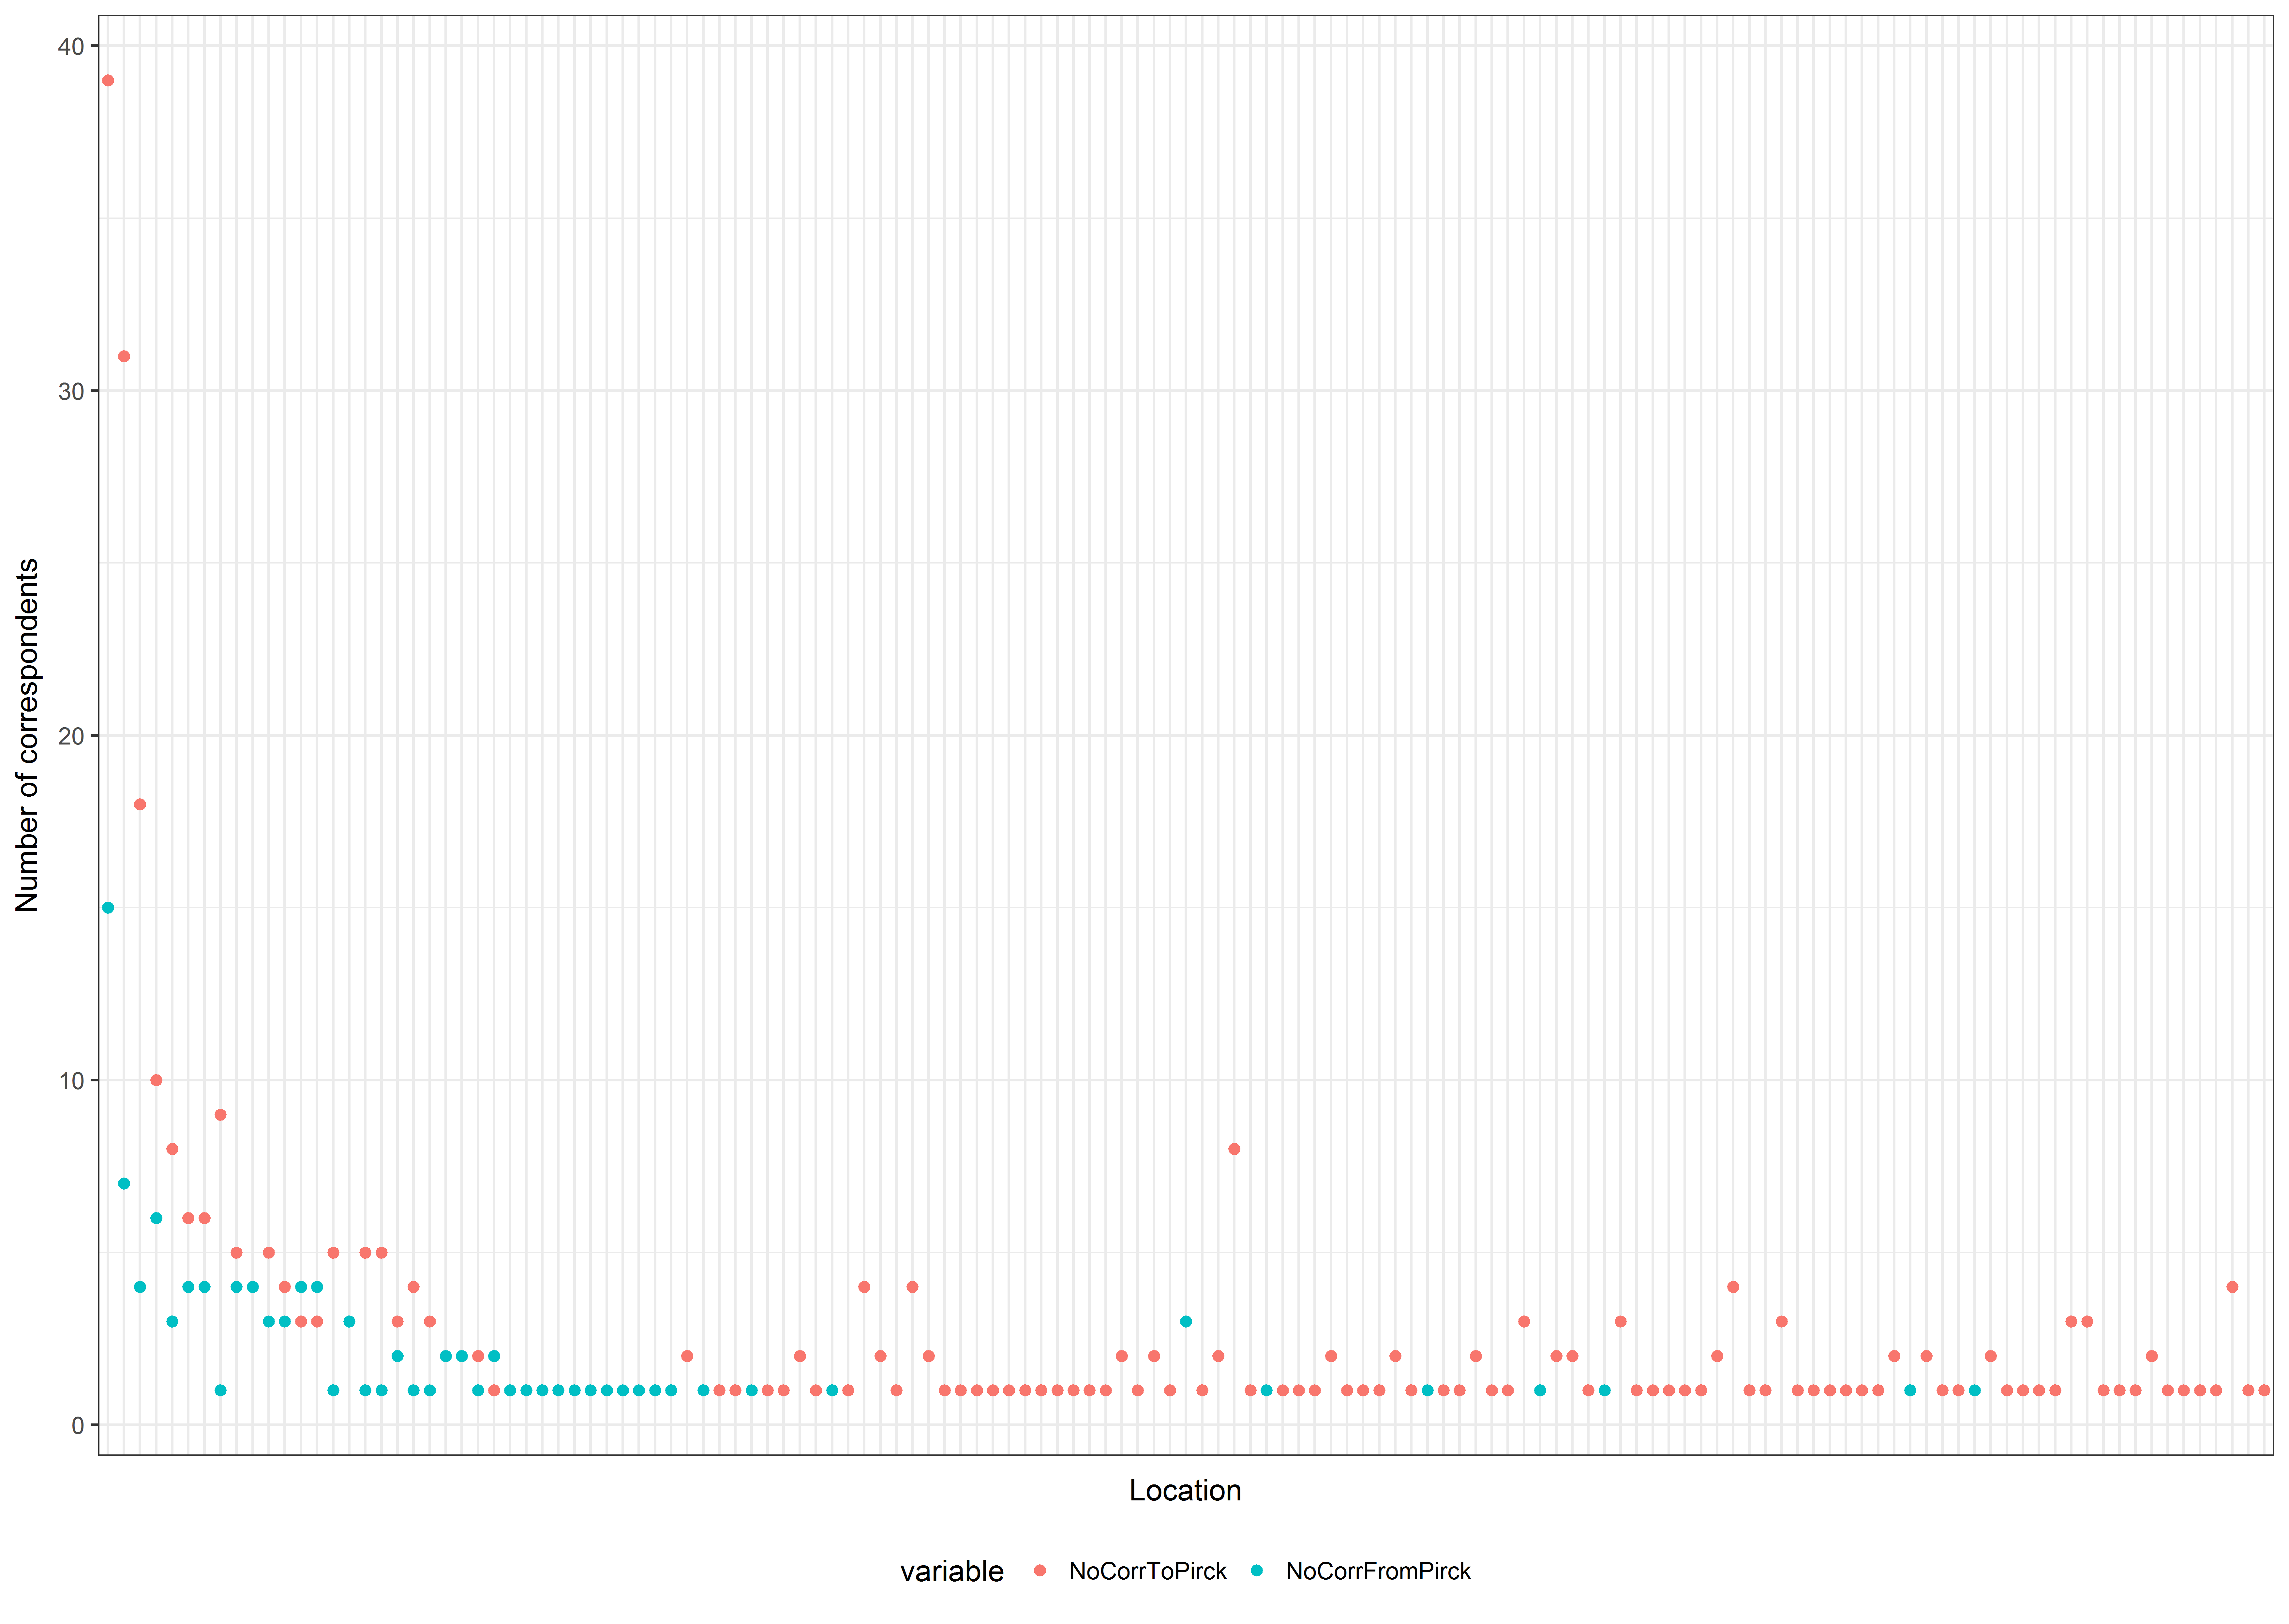 40
30
20
10
0
Number of correspondents
Location
variable NoCorrToPirck NoCorrFromPirck